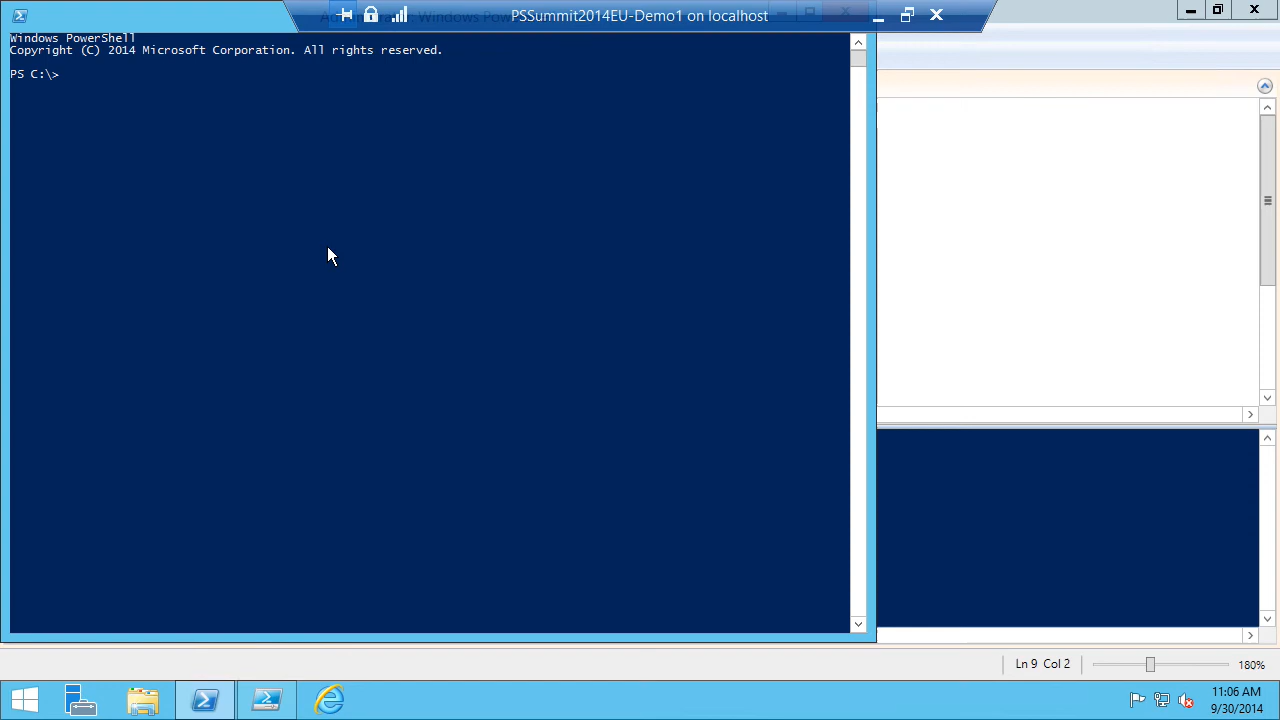 PSSummit2014EU-Demo1 on localhost
Windows PowerShell
Copyright (C) 2014 Microsoft Corporation. All rights reserved.
PS C:\>
Ln 9 Col 2
180%
11:06 AM
9/30/2014